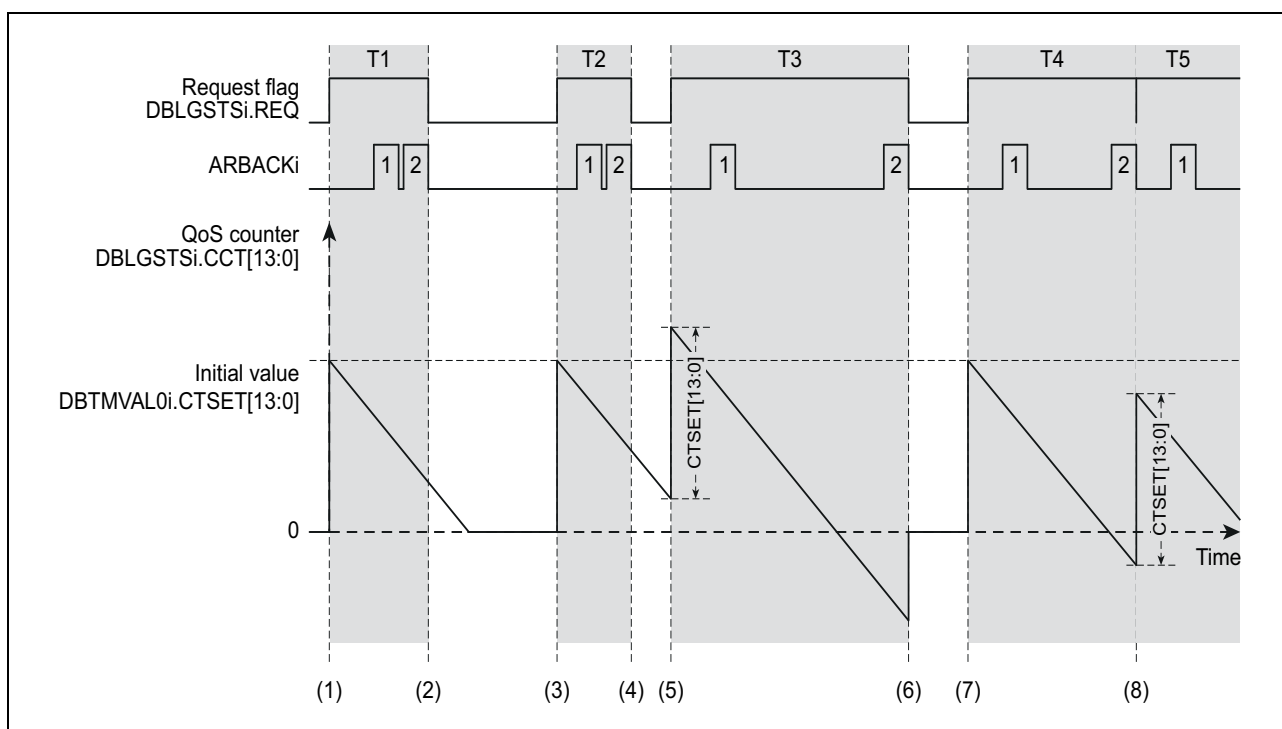 T1 T2 T3 T4 T5
Request flag
DBLGSTSi.REQ
ARBACKi
1 2 1 2 1 2 1 2 1
QoS counter
DBLGSTSi.CCT[13:0]
Initial value
DBTMVAL0i.CTSET[13:0]
CTSET[13:0]
CTSET[13:0]
0
Time
(1) (2) (3) (4) (5) (6) (7) (8)